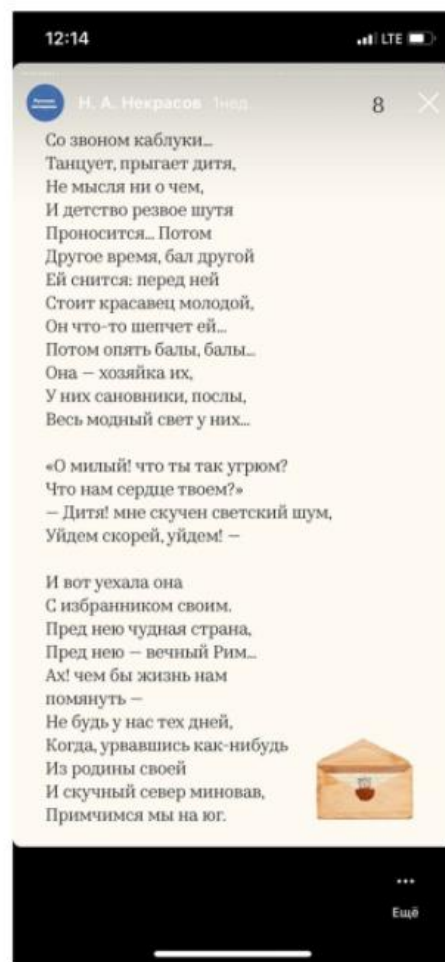 12:14
LTE
Н. А. Некрасов 1нед.
8
Со звоном каблуки...
Танцует, прыгает дитя,
Не мысля ни о чем,
И детство резвое шутя
Проносится... Потом
Другое время, бал другой
Ей снится: перед ней
Стоит красавец молодой,
Он что-то шепчет ей...
Потом опять балы, балы...
Она — хозяйка их,
У них сановники, послы,
Весь модный свет у них...
«О милый! что ты так угрюм?
Что нам сердце твоем?»
— Дитя! мне скучен светский шум,
Уйдем скорей, уйдем! —
И вот уехала она
С избранником своим.
Пред нею чудная страна,
Пред нею — вечный Рим...
Ах! чем бы жизнь нам
помянуть —
Не будь у нас тех дней,
Когда, урвавшись как-нибудь
Из родины своей
И скучный север миновав,
Примчимся мы на юг.
Ещё